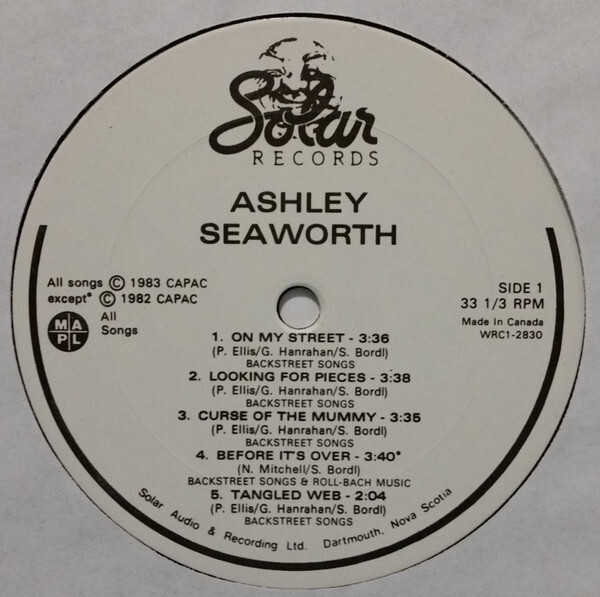 Solar
RECORDS
ASHLEY
SEAWORTH
All songs © 1983 CAPAC
except* © 1982 CAPAC
M A
P L
All
Songs
SIDE 1
33 1/3 RPM
Made in Canada
WRC1-2830
1. ON MY STREET - 3:36
(P. Ellis/G. Hanrahan/S. Bordl)
BACKSTREET SONGS
2. LOOKING FOR PIECES - 3:38
(P. Ellis/G. Hanrahan/S. Bordl)
BACKSTREET SONGS
3. CURSE OF THE MUMMY - 3:35
(P. Ellis/G. Hanrahan/S. Bordl)
BACKSTREET SONGS
4. BEFORE IT'S OVER - 3:40*
(N. Mitchell/S. Bordl)
BACKSTREET SONGS & ROLL-BACH MUSIC
5. TANGLED WEB - 2:04
(P. Ellis/G. Hanrahan/S. Bordl)
BACKSTREET SONGS
Solar Audio & Recording Ltd. Dartmouth, Nova Scotia